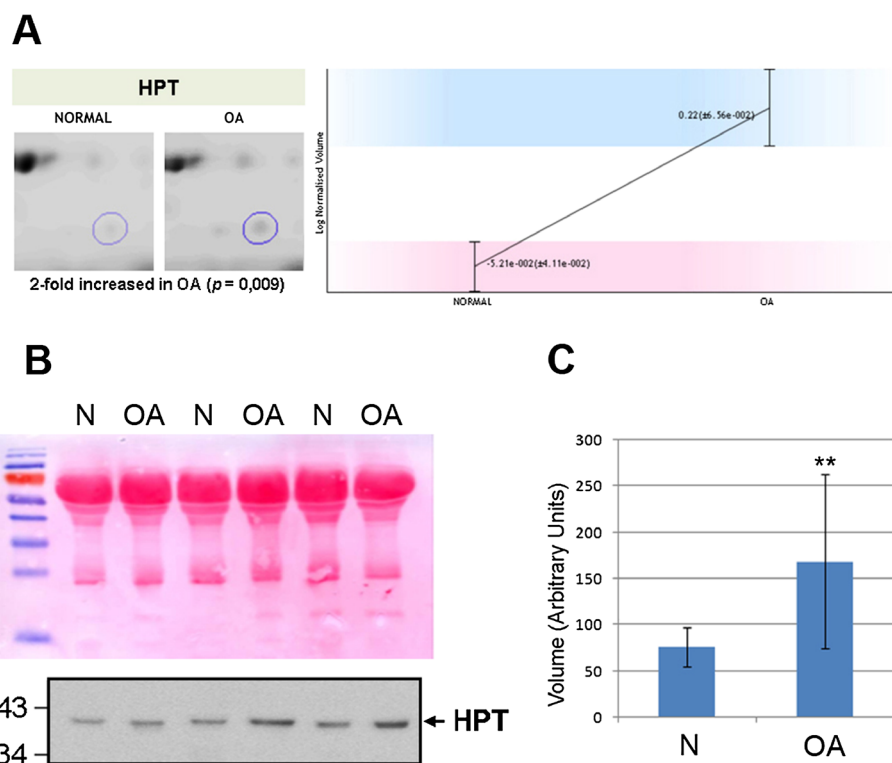 A
HPT
NORMAL OA
2-fold increased in OA (p = 0,009)
Log Normalised Volume
0.22(±6.56e-002)
-5.21e-002(±4.11e-002)
NORMAL OA
B
N OA N OA N OA
43
34
HPT
C
Volume (Arbitrary Units)
300
250
200
150
100
50
0
**
N OA